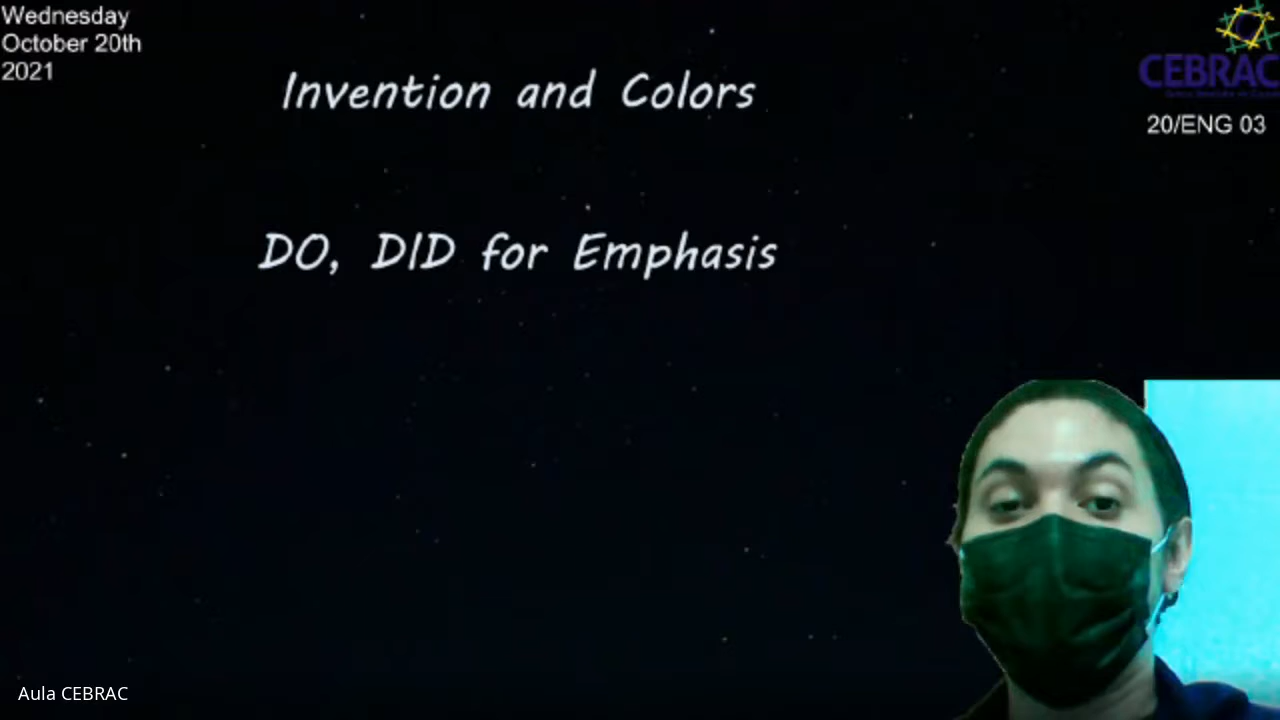 Wednesday
October 20th
2021
CEBRAC
20/ENG 03
Invention and Colors
DO, DID for Emphasis
Aula CEBRAC